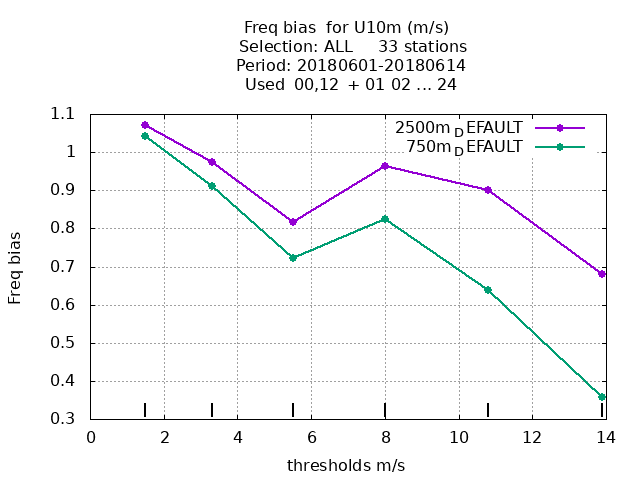 Freq bias  for U10m (m/s)
Selection: ALL     33 stations
Period: 20180601-20180614
Used  00,12  + 01 02 ... 24
2500m_DEFAULT
750m_DEFAULT
1.1
1
0.9
0.8
0.7
0.6
0.5
0.4
0.3
Freq bias
0 2 4 6 8 10 12 14
thresholds m/s